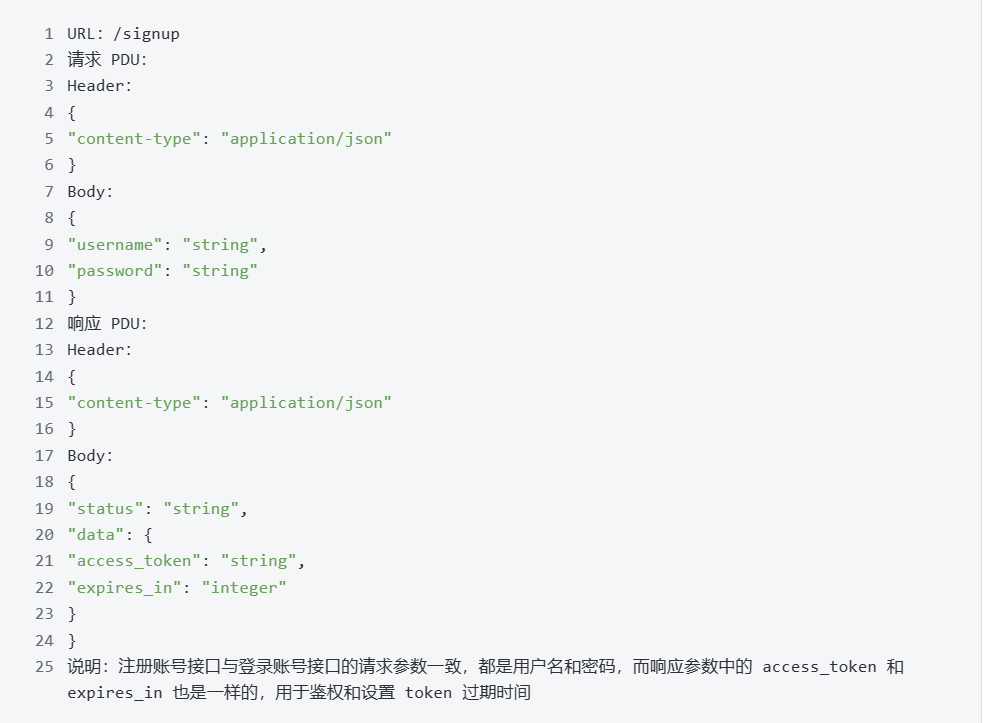 1 URL: /signup
2 请求 PDU:
3 Header:
4 {
5 "content-type": "application/json"
6 }
7 Body:
8 {
9 "username": "string",
10 "password": "string"
11 }
12 响应 PDU:
13 Header:
14 {
15 "content-type": "application/json"
16 }
17 Body:
18 {
19 "status": "string",
20 "data": {
21 "access_token": "string",
22 "expires_in": "integer"
23 }
24 }
25 说明: 注册账号接口与登录账号接口的请求参数一致，都是用户名和密码，而响应参数中的 access_token 和
expires_in 也是一样的，用于鉴权和设置 token 过期时间